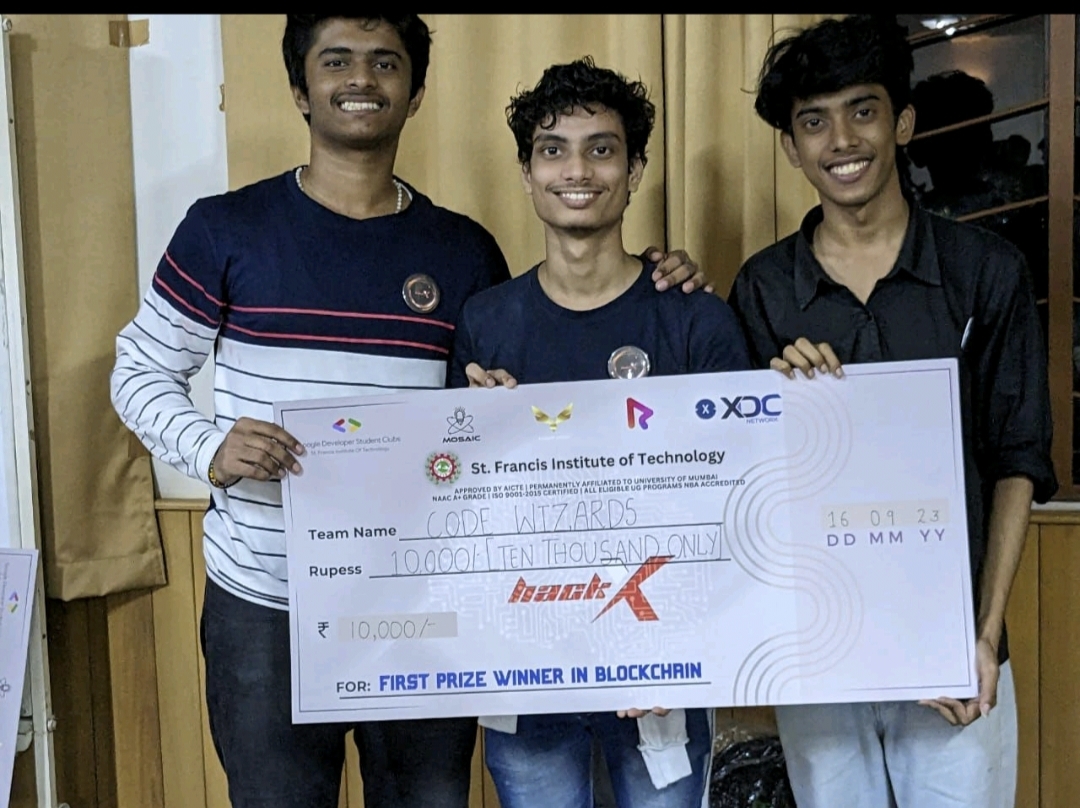 Google Developer Student Clubs
St. Francis Institute Of Technology
MOSAIC
XDC
NETWORK
St. Francis Institute of Technology
APPROVED BY AICTE | PERMANENTLY AFFILIATED TO UNIVERSITY OF MUMBAI
NAAC A+ GRADE | ISO 9001-2015 CERTIFIED | ALL ELIGIBLE UG PROGRAMS NBA ACCREDITED
Team Name CODE WIZARDS
Rupess 10,000/- [TEN THOUSAND ONLY]
16 09 23
DD MM YY
hackX
₹ 10,000/-
FOR: FIRST PRIZE WINNER IN BLOCKCHAIN